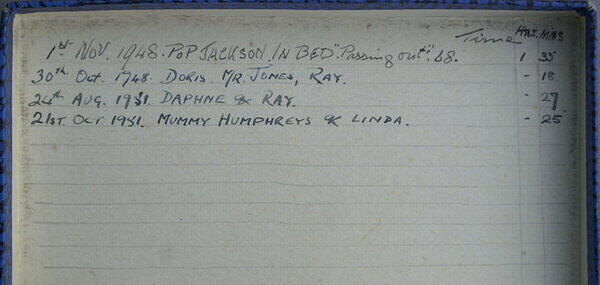 Time HRS. MINS
1st Nov. 1948. POP JACKSON. IN BED "Passing out". 68. 1 35
30th Oct. 1948. DORIS. MR. JONES, RAY. - 18
24th AUG. 1951. DAPHNE & RAY. - 27
21st. Oct 1951. MUMMY HUMPHREYS & LINDA. - 25